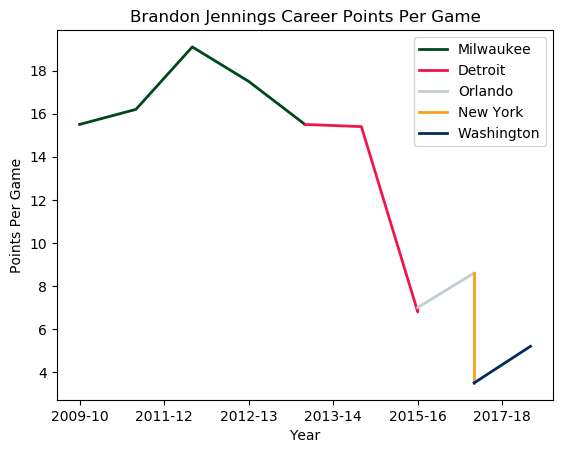 Brandon Jennings Career Points Per Game
Milwaukee
Detroit
Orlando
New York
Washington
Points Per Game
18
16
14
12
10
8
6
4
2009-10 2011-12 2012-13 2013-14 2015-16 2017-18
Year